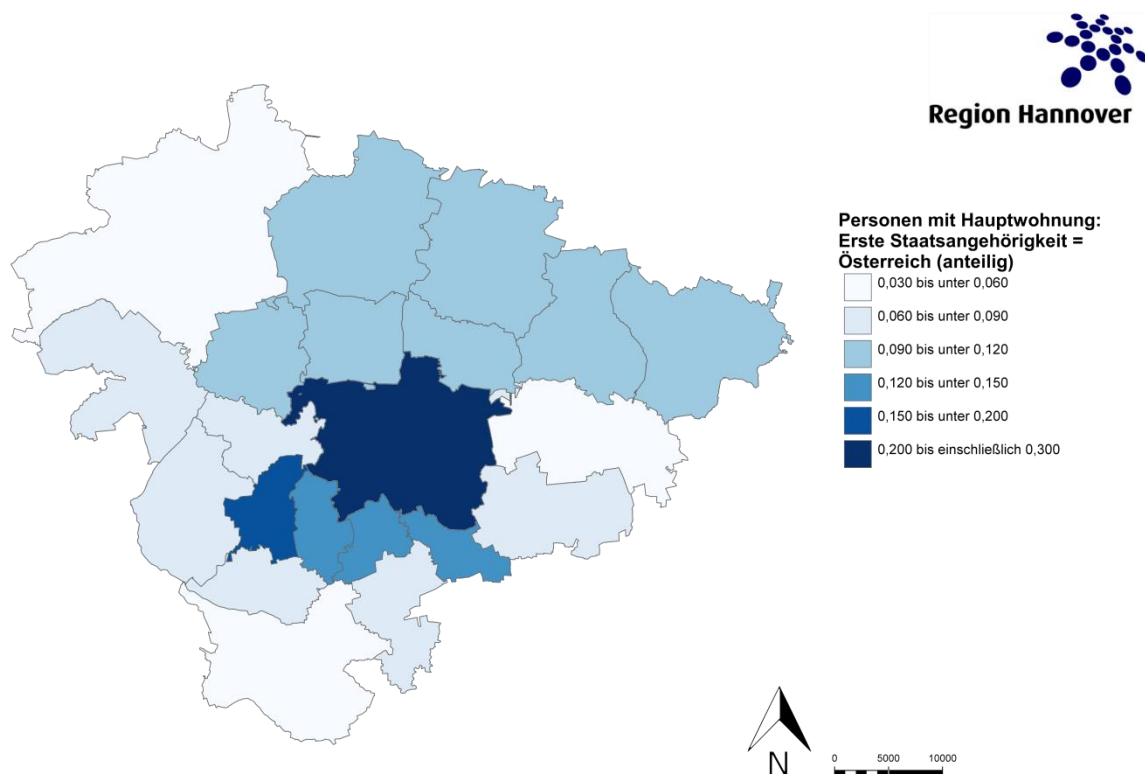 Region Hannover
Personen mit Hauptwohnung:
Erste Staatsangehörigkeit =
Österreich (anteilig)
0,030 bis unter 0,060
0,060 bis unter 0,090
0,090 bis unter 0,120
0,120 bis unter 0,150
0,150 bis unter 0,200
0,200 bis einschließlich 0,300
N
0 5000 10000